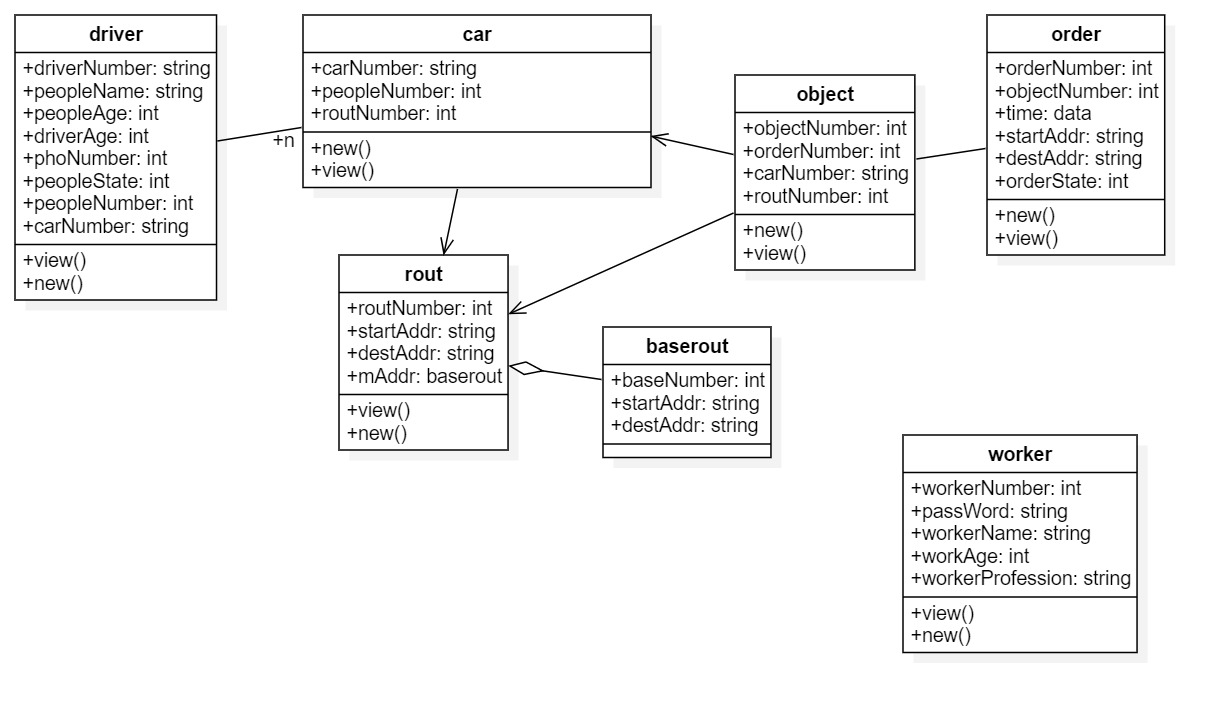 driver
+driverNumber: string
+peopleName: string
+peopleAge: int
+driverAge: int
+phoNumber: int
+peopleState: int
+peopleNumber: int
+carNumber: string
+view()
+new()
+n
car
+carNumber: string
+peopleNumber: int
+routNumber: int
+new()
+view()
object
+objectNumber: int
+orderNumber: int
+carNumber: string
+routNumber: int
+new()
+view()
order
+orderNumber: int
+objectNumber: int
+time: data
+startAddr: string
+destAddr: string
+orderState: int
+new()
+view()
rout
+routNumber: int
+startAddr: string
+destAddr: string
+mAddr: baserout
+view()
+new()
baserout
+baseNumber: int
+startAddr: string
+destAddr: string
worker
+workerNumber: int
+passWord: string
+workerName: string
+workAge: int
+workerProfession: string
+view()
+new()